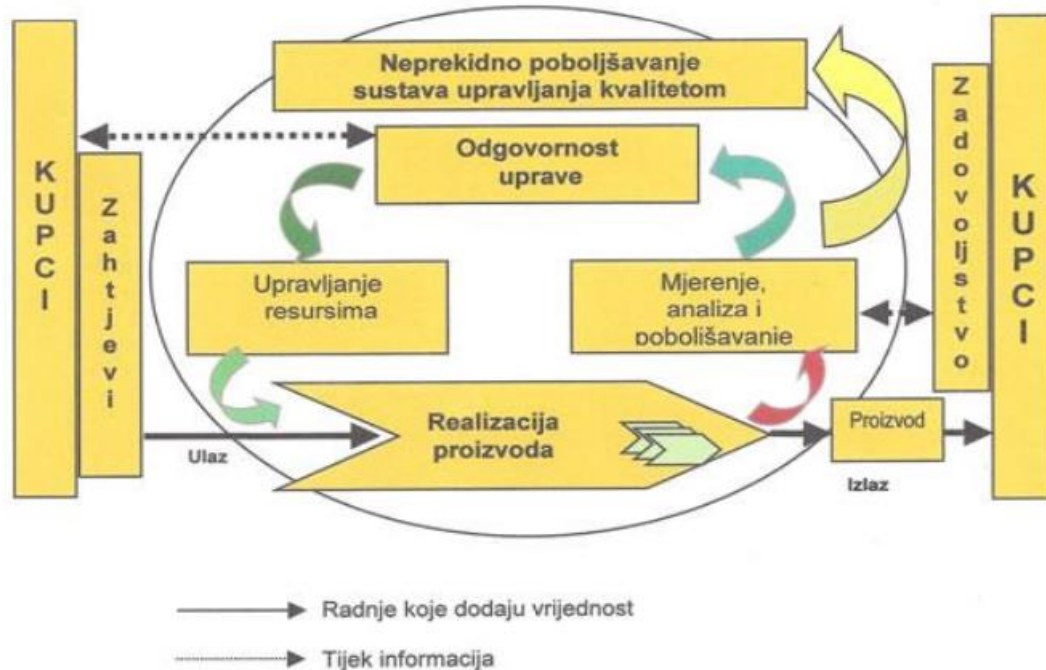 Neprekidno poboljšavanje
sustava upravljanja kvalitetom
KUPCI
Zahtjevi
Odgovornost
uprave
Zadovoljstvo
KUPCI
Upravljanje
resursima
Mjerenje,
analiza i
poboljšavanje
Realizacija
proizvoda
Proizvod
Ulaz
Izlaz
Radnje koje dodaju vrijednost
Tijek informacija